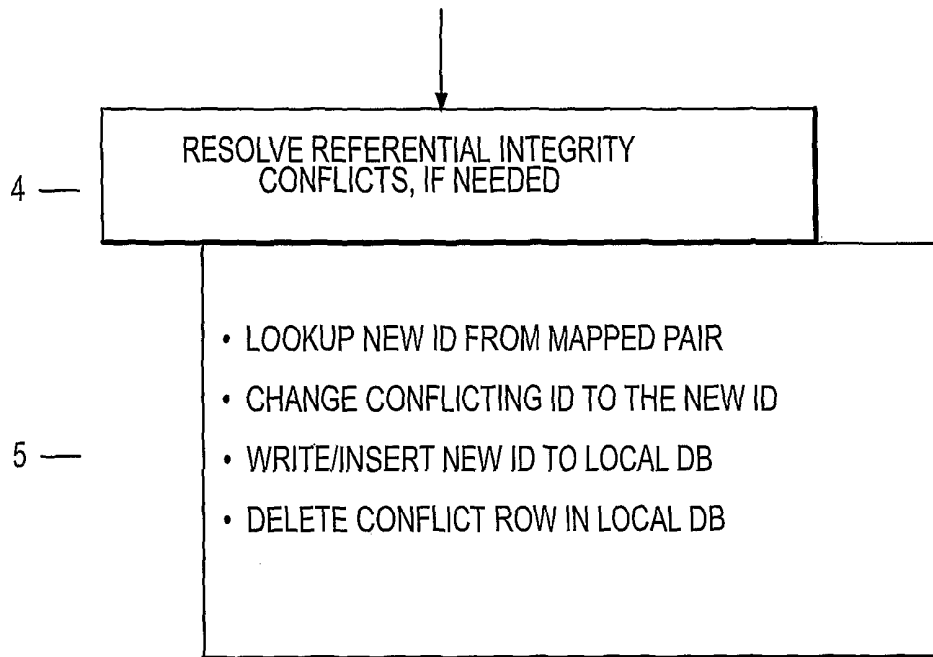 RESOLVE REFERENTIAL INTEGRITY
CONFLICTS, IF NEEDED
4 —
• LOOKUP NEW ID FROM MAPPED PAIR
• CHANGE CONFLICTING ID TO THE NEW ID
5 —
• WRITE/INSERT NEW ID TO LOCAL DB
• DELETE CONFLICT ROW IN LOCAL DB